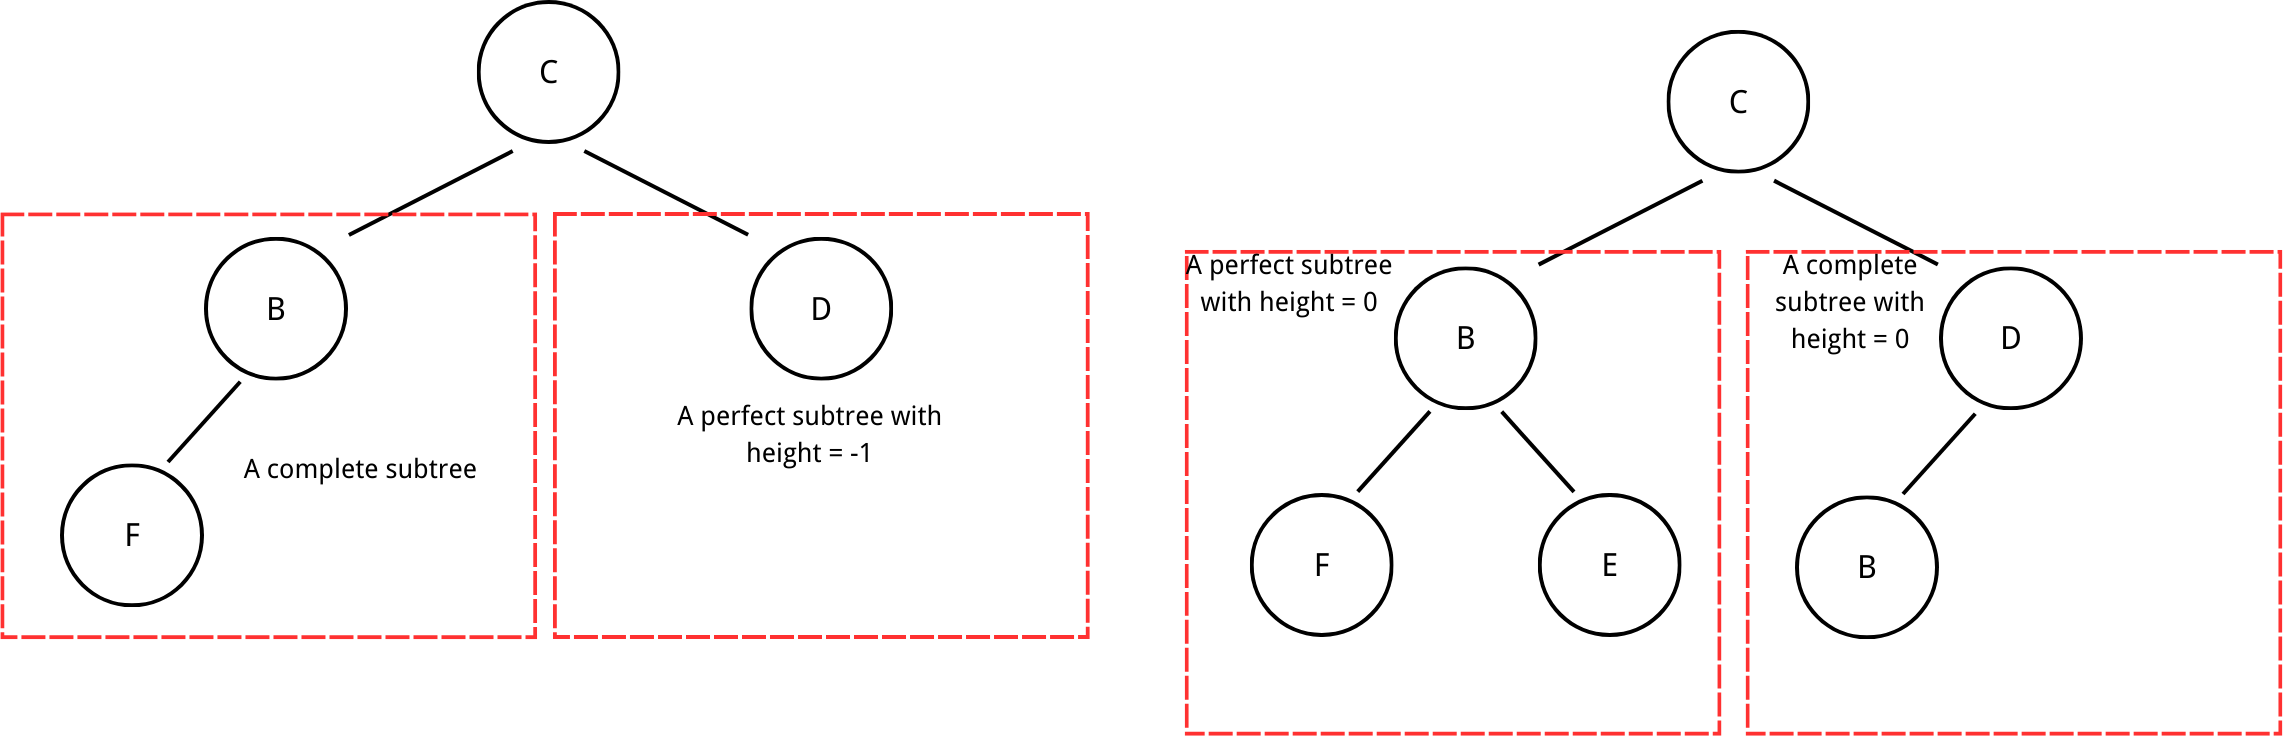 C
B
D
A perfect subtree with
height = -1
A complete subtree
F
C
A perfect subtree
with height = 0
B
A complete
subtree with
height = 0
D
F
E
B